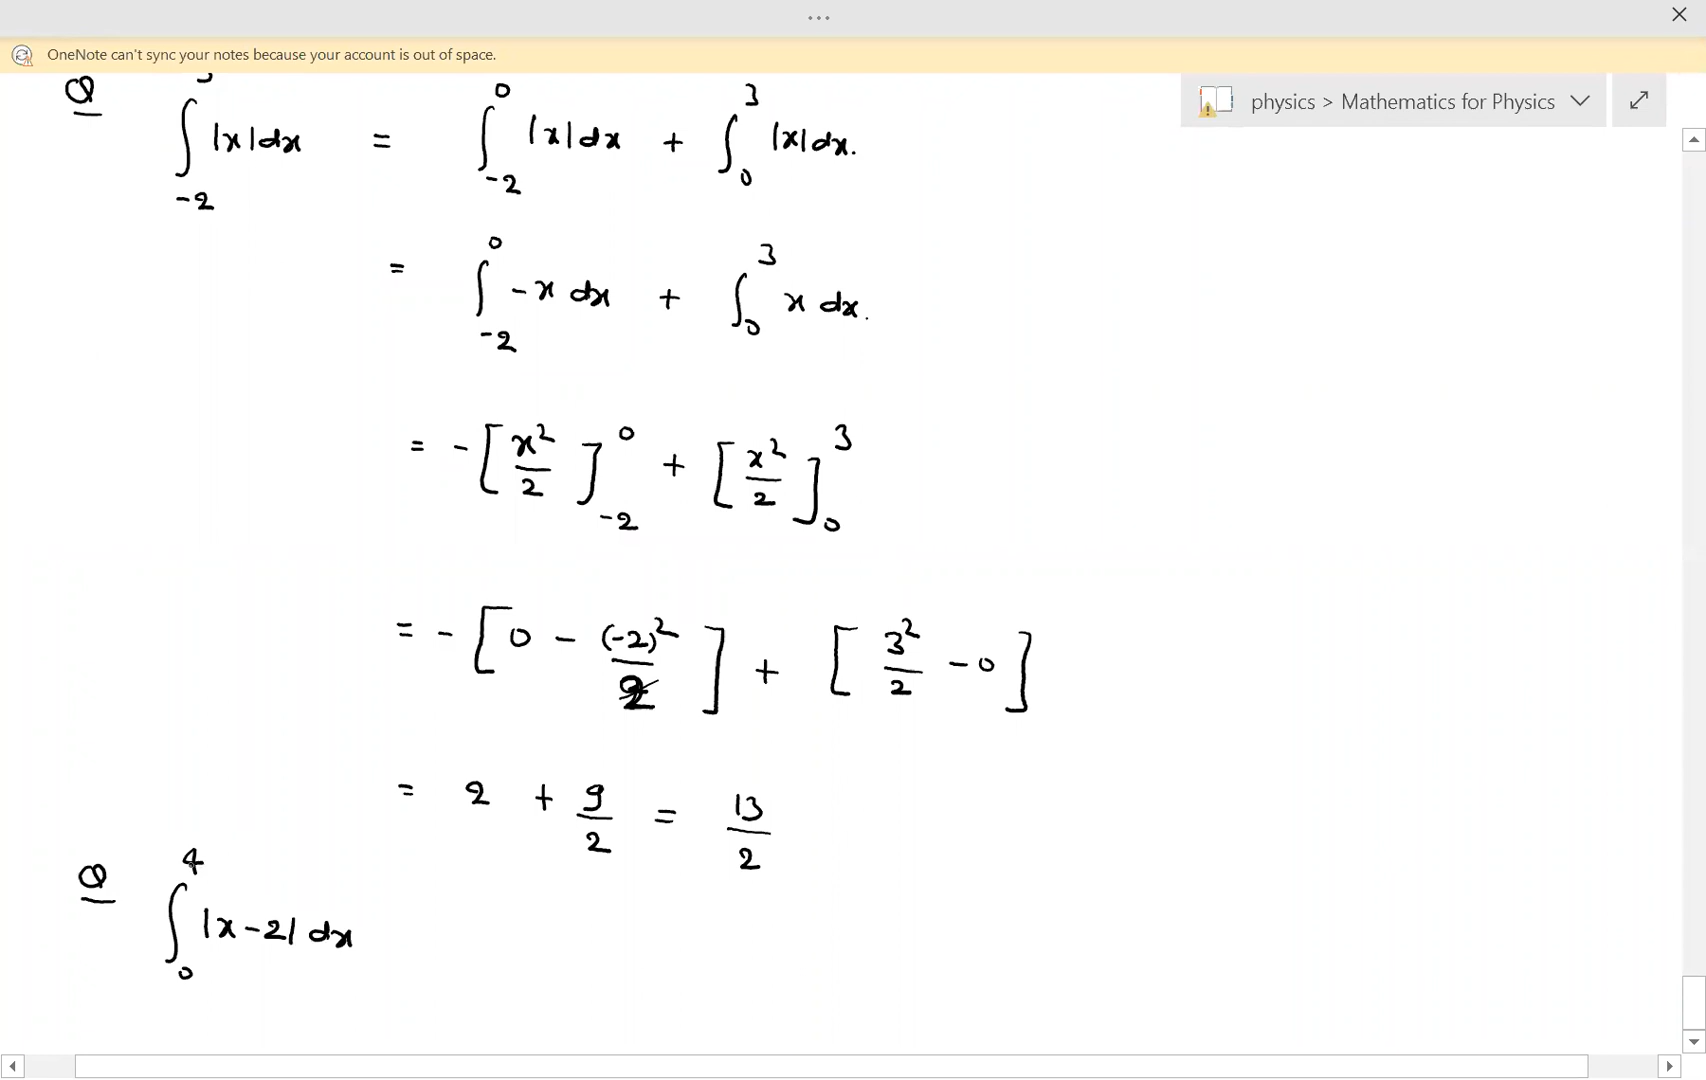 ...
OneNote can't sync your notes because your account is out of space.
physics > Mathematics for Physics
Q ∫_{-2}^{3} |x| dx = ∫_{-2}^{0} |x| dx + ∫_{0}^{3} |x| dx.
= ∫_{-2}^{0} -x dx + ∫_{0}^{3} x dx.
= -[x²/2]_{-2}^{0} + [x²/2]_{0}^{3}
= -[0 - (-2)²/2] + [3²/2 - 0]
= 2 + 9/2 = 13/2
Q ∫_{0}^{4} |x-2| dx